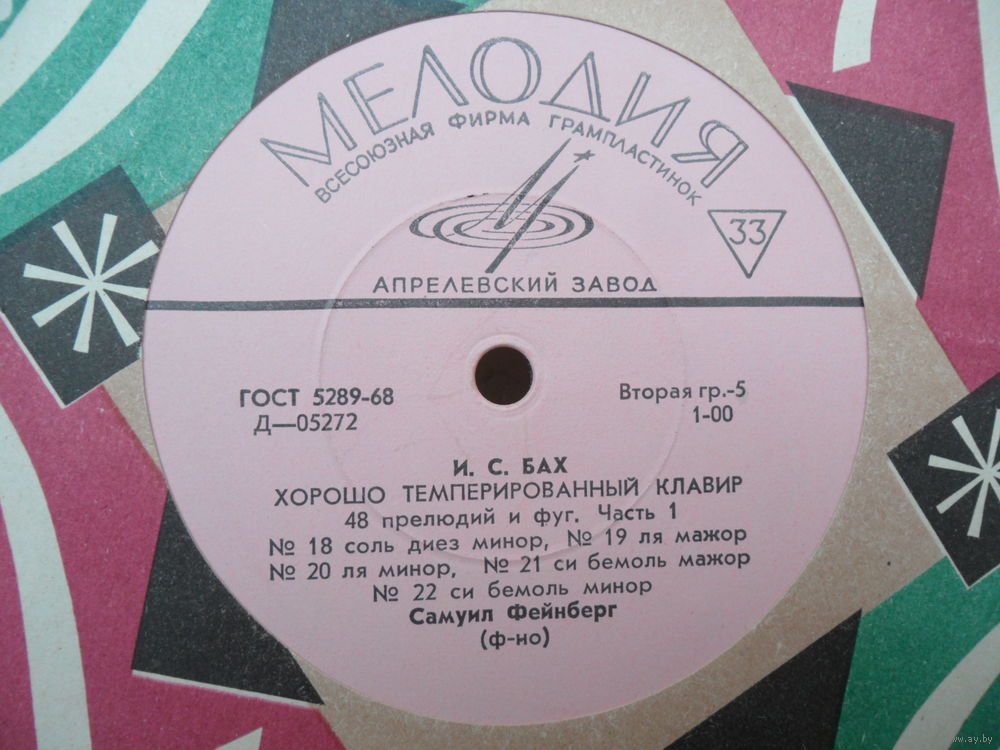 МЕЛОДИЯ
ВСЕСОЮЗНАЯ ФИРМА ГРАМПЛАСТИНОК
33
АПРЕЛЕВСКИЙ ЗАВОД
ГОСТ 5289-68
Д—05272
Вторая гр.-5
1-00
И. С. БАХ
ХОРОШО ТЕМПЕРИРОВАННЫЙ КЛАВИР
48 прелюдий и фуг. Часть 1
№ 18 соль диез минор, № 19 ля мажор
№ 20 ля минор, № 21 си бемоль мажор
№ 22 си бемоль минор
Самуил Фейнберг
(ф-но)